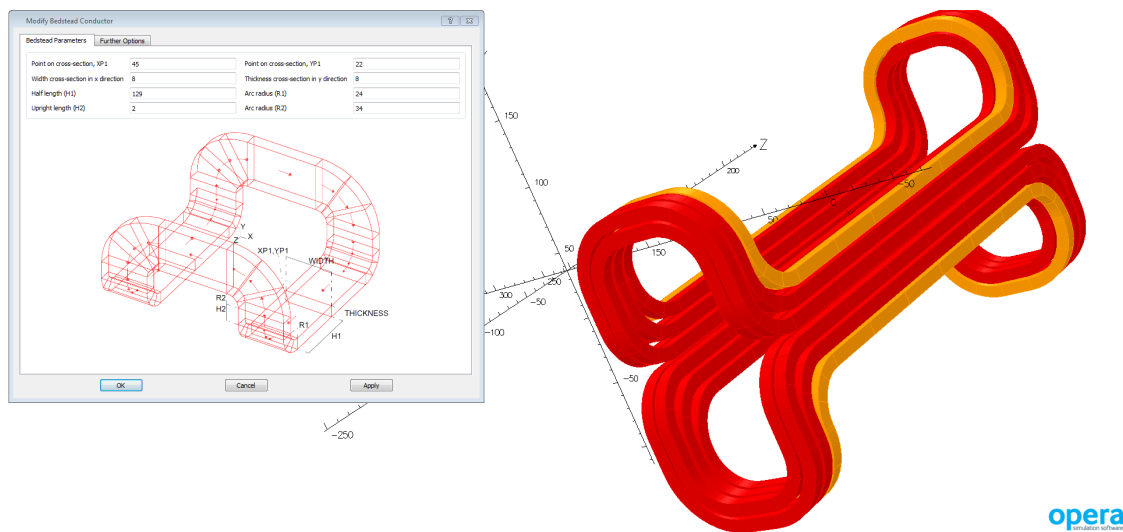 Modify Bedstead Conductor
?
Bedstead Parameters Further Options
Point on cross-section, XP1 45 Point on cross-section, YP1 22
Width cross-section in x direction 8 Thickness cross-section in y direction 8
Half length (H1) 129 Arc radius (R1) 24
Upright length (H2) 2 Arc radius (R2) 34
Y
X
Z
XP1,YP1
WIDTH
R2
H2
R1
THICKNESS
H1
OK Cancel Apply
150
100
50
-50
Z
200
-50
0
50
150
250
300
-50
-100
-250
opera
simulation software